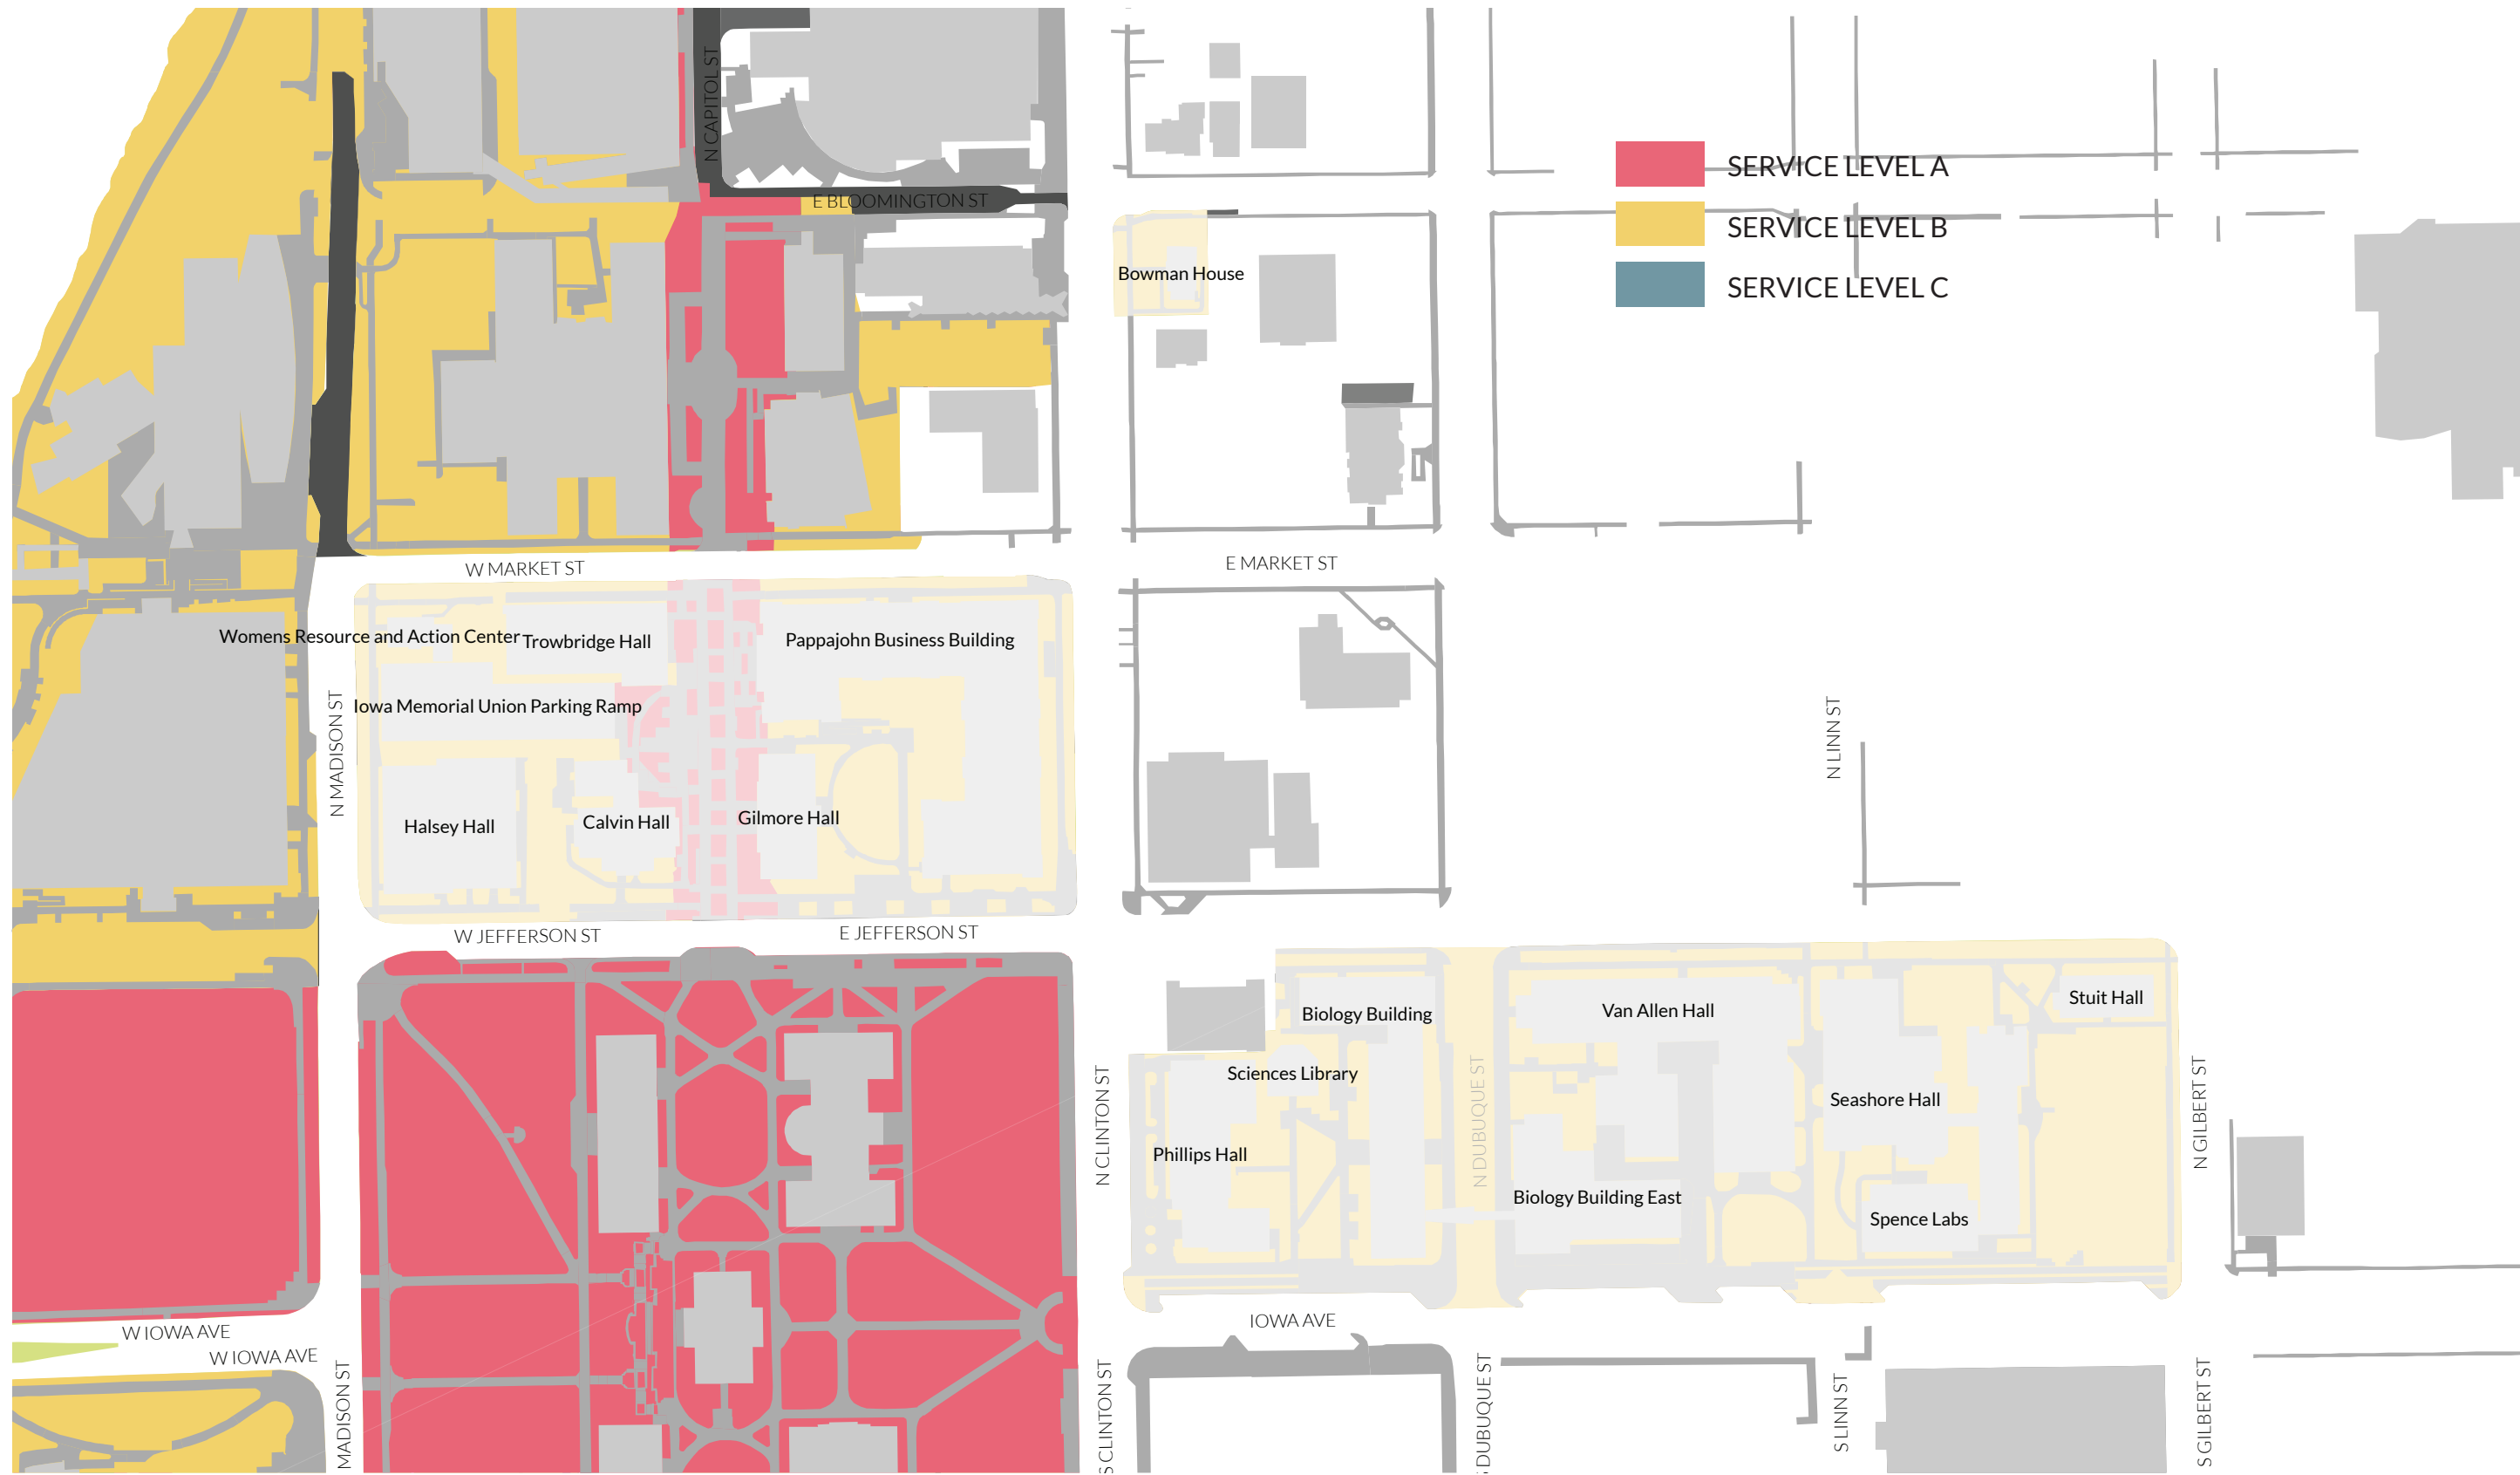 N CAPITOL ST
SERVICE LEVEL A
E BLOOMINGTON ST
SERVICE LEVEL B
Bowman House
SERVICE LEVEL C
W MARKET ST
E MARKET ST
Womens Resource and Action Center
Trowbridge Hall
Pappajohn Business Building
Iowa Memorial Union Parking Ramp
N MADISON ST
N LINN ST
Halsey Hall
Calvin Hall
Gilmore Hall
W JEFFERSON ST
E JEFFERSON ST
Biology Building
Van Allen Hall
Stuit Hall
Sciences Library
Seashore Hall
N CLINTON ST
N DUBUQUE ST
N GILBERT ST
Phillips Hall
Biology Building East
Spence Labs
W IOWA AVE
IOWA AVE
W IOWA AVE
MADISON ST
S CLINTON ST
S DUBUQUE ST
S LINN ST
S GILBERT ST